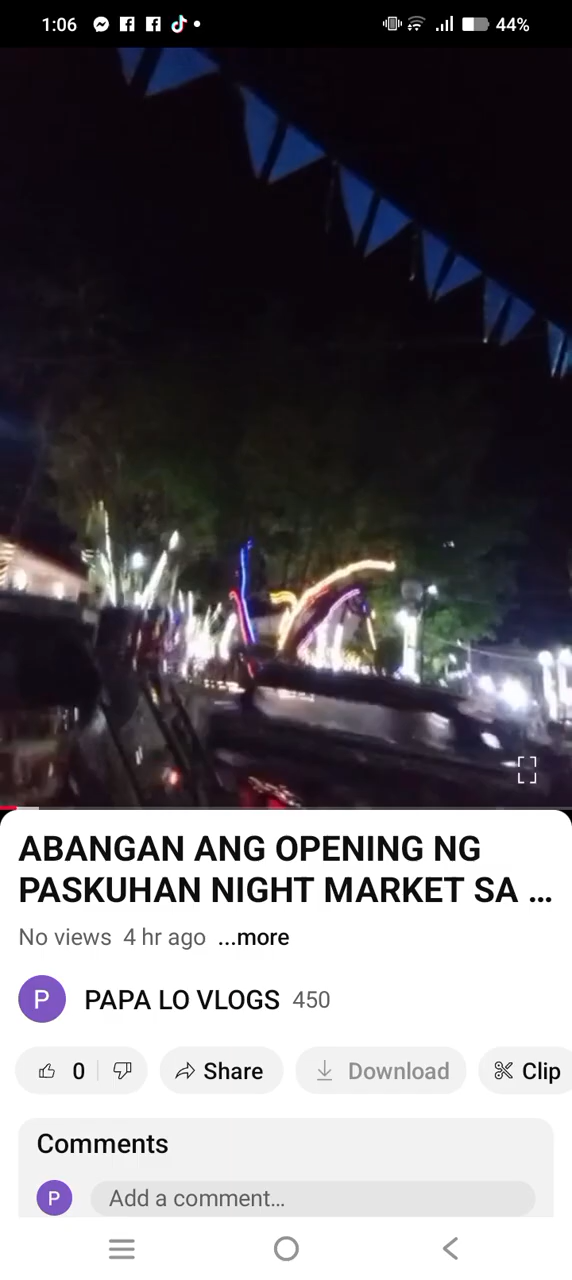 1:06 44%
ABANGAN ANG OPENING NG
PASKUHAN NIGHT MARKET SA ...
No views 4 hr ago ...more
P PAPA LO VLOGS 450
0 Share Download Clip
Comments
P Add a comment...